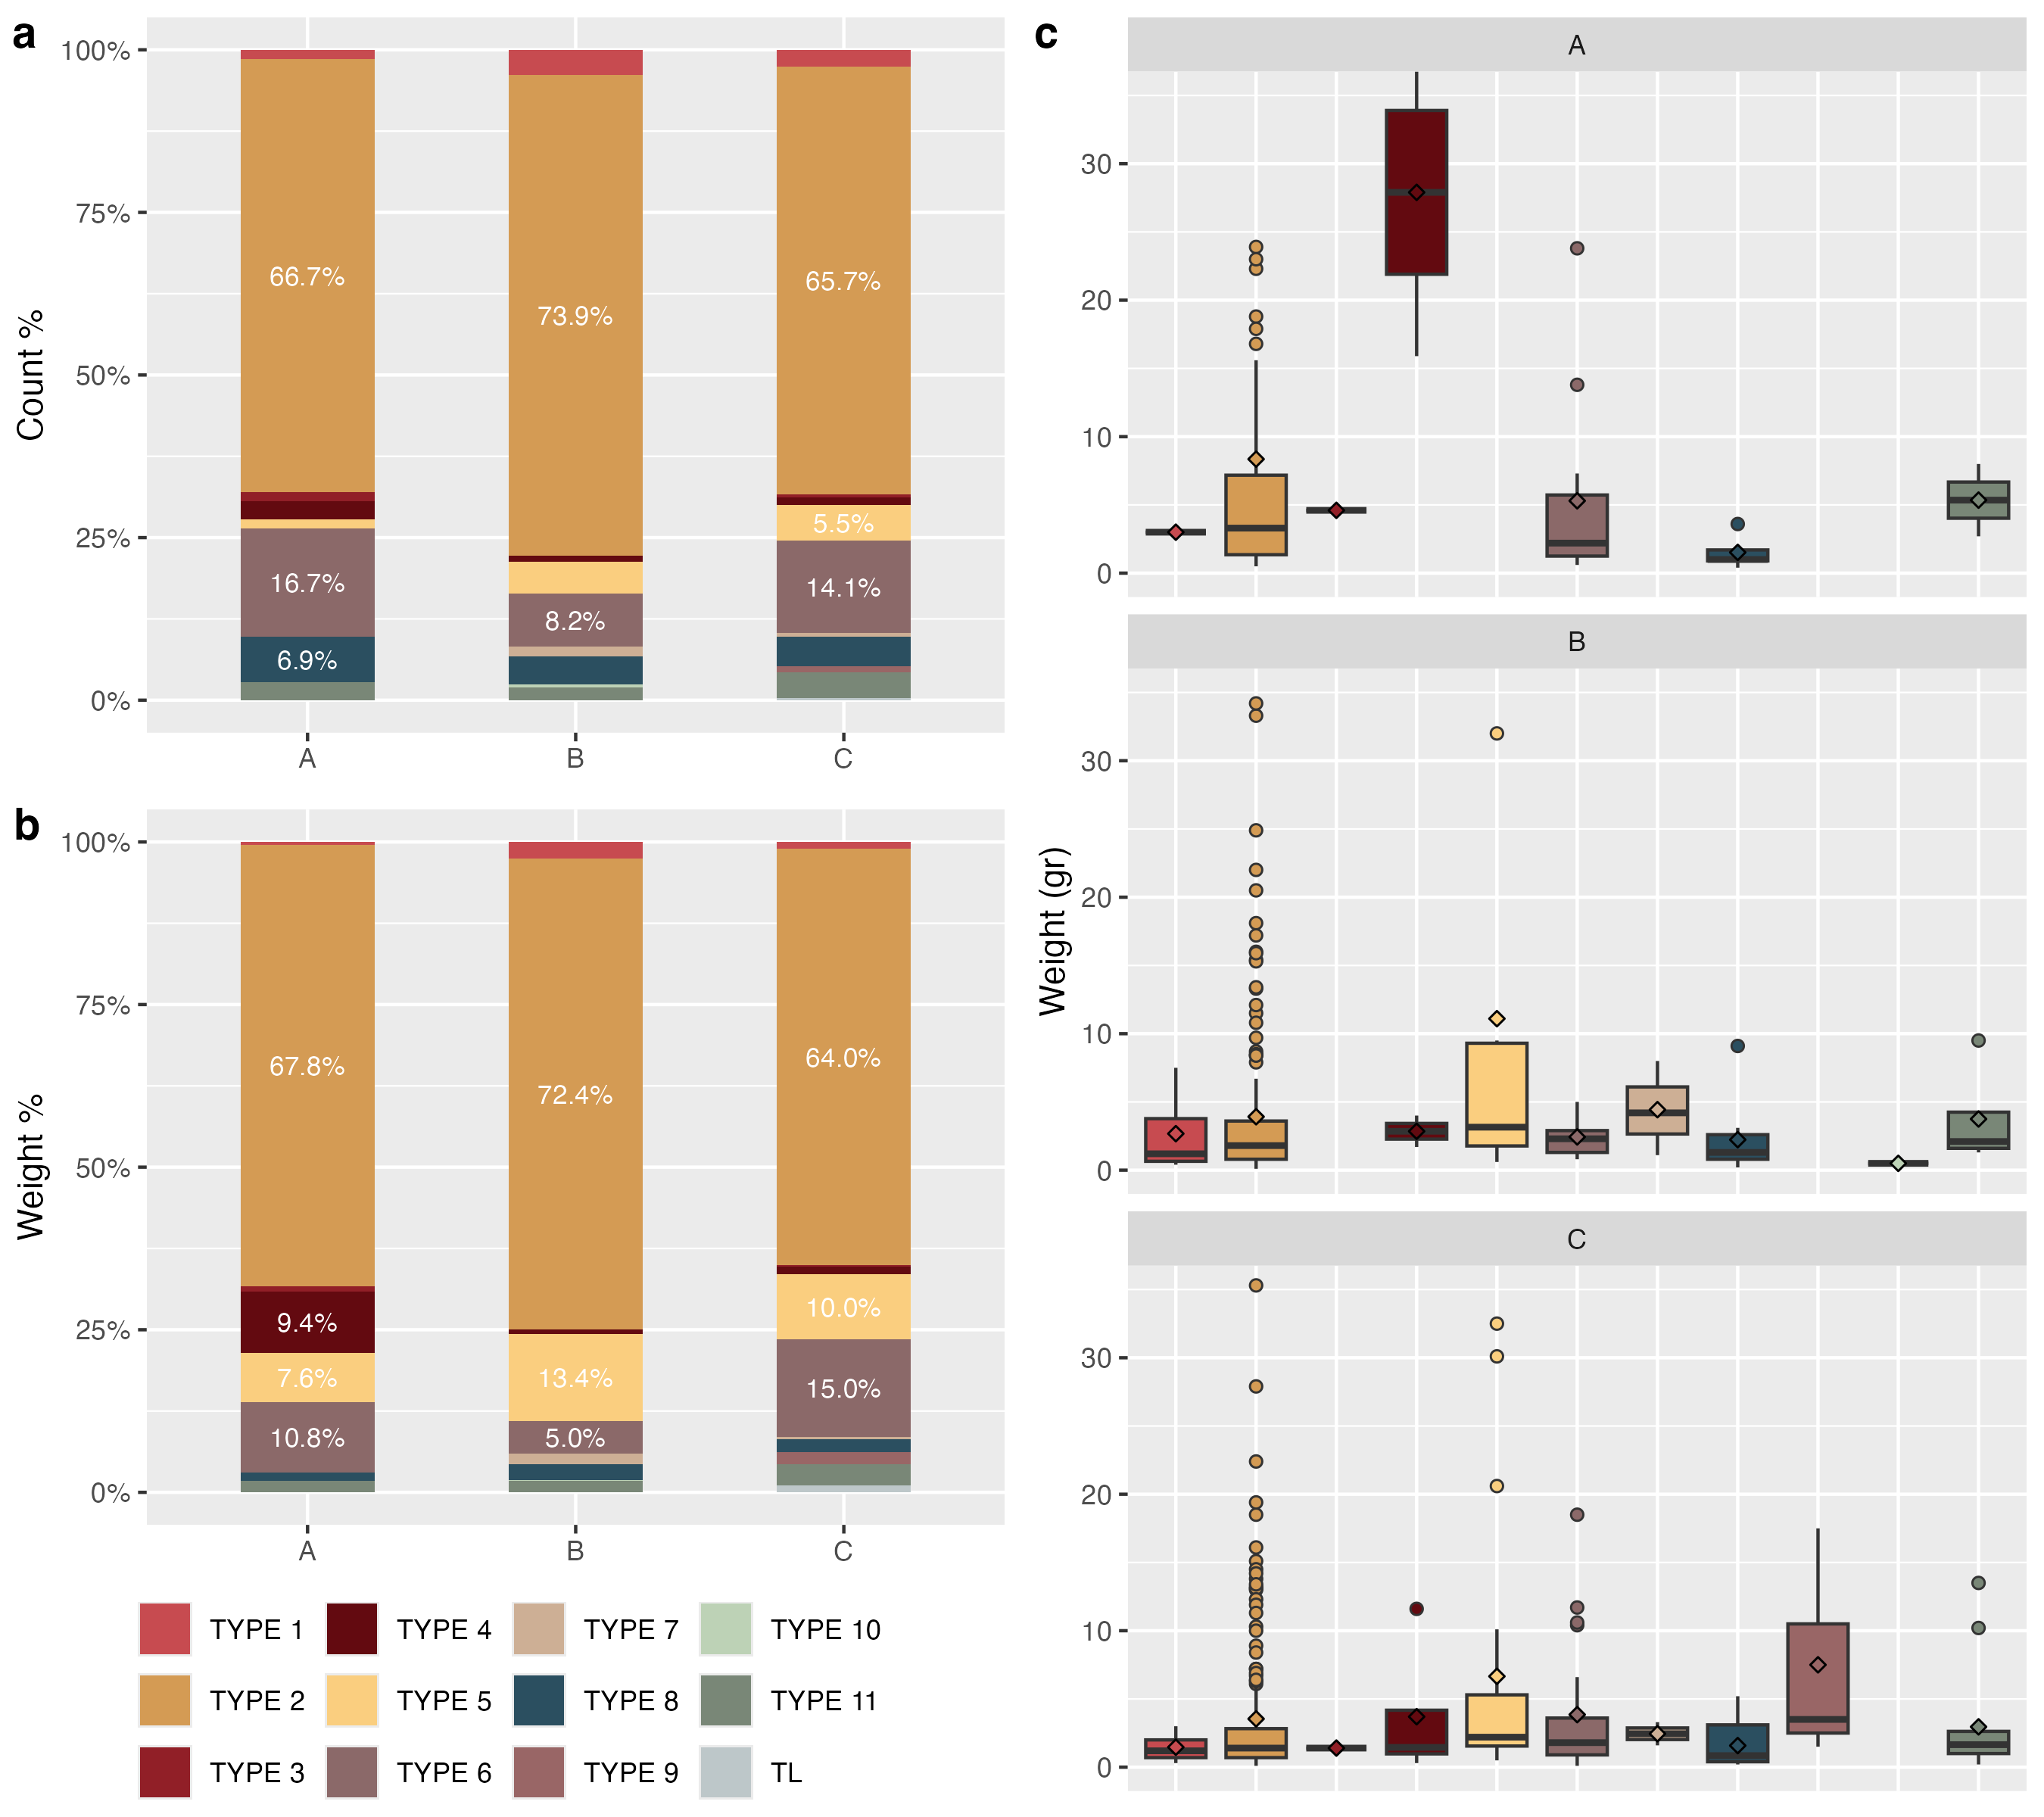 a
100%
75%
50%
25%
0%
Count %
66.7%
16.7%
6.9%
73.9%
8.2%
65.7%
5.5%
14.1%
A B C
b
100%
75%
50%
25%
0%
Weight %
67.8%
9.4%
7.6%
10.8%
72.4%
13.4%
5.0%
64.0%
10.0%
15.0%
A B C
TYPE 1 TYPE 4 TYPE 7 TYPE 10
TYPE 2 TYPE 5 TYPE 8 TYPE 11
TYPE 3 TYPE 6 TYPE 9 TL
c
Weight (gr)
A
30
20
10
0
B
30
20
10
0
C
30
20
10
0